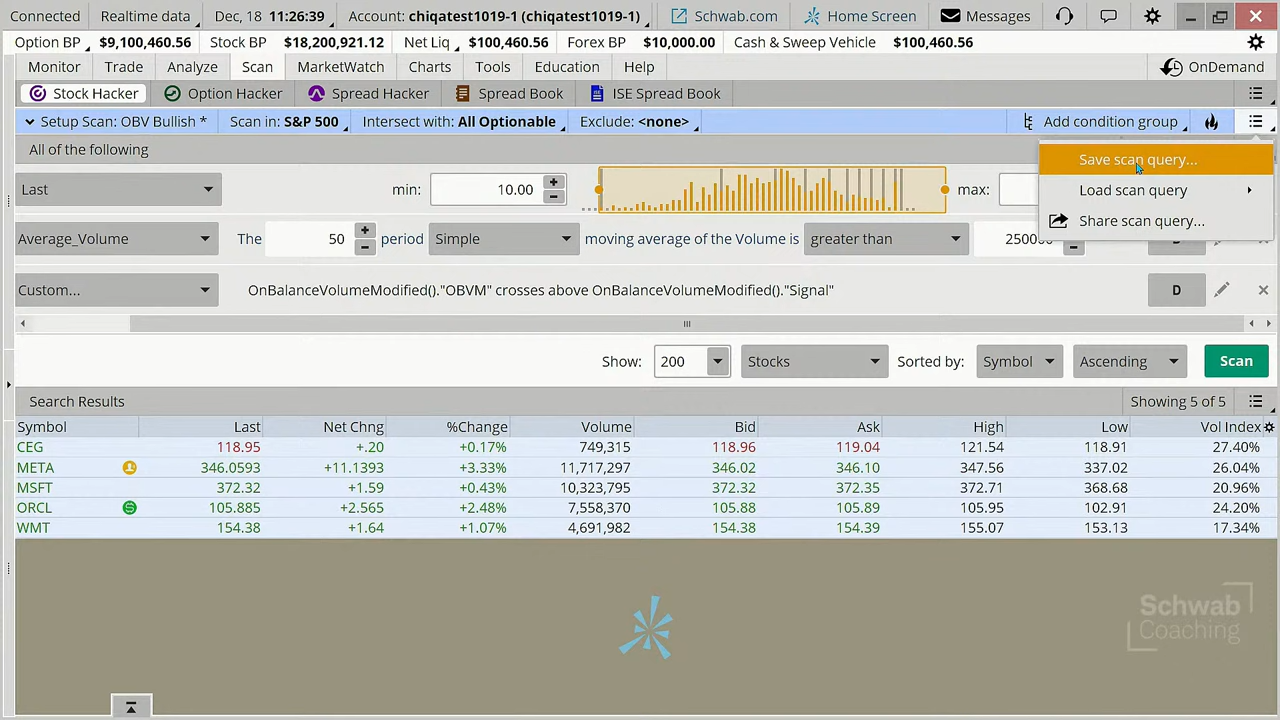 Connected Realtime data Dec, 13 11:26:39 Account: chiqatest1019-1 (chiqatest1019-1) Schwab.com Home Screen Messages
Option BP $9,100,460.56 Stock BP $18,200,921.12 Net Liq $100,460.56 Forex BP $10,000.00 Cash & Sweep Vehicle $100,460.56
Monitor Trade Analyze Scan MarketWatch Charts Tools Education Help OnDemand
Stock Hacker Option Hacker Spread Hacker Spread Book ISE Spread Book
Setup Scan: OBV Bullish * Scan in: S&P 500 Intersect with: All Optionable Exclude: <none> Add condition group
All of the following
Save scan query...
Last min: 10.00 max:
Load scan query
Share scan query...
Average_Volume The 50 period Simple moving average of the Volume is greater than D
Custom... OnBalanceVolumeModified()."OBVM" crosses above OnBalanceVolumeModified()."Signal" D
Show: 200 Stocks Sorted by: Symbol Ascending Scan
Search Results Showing 5 of 5
Symbol Last Net Chng %Change Volume Bid Ask High Low Vol Index
CEG 118.95 +.20 +0.17% 749,315 118.96 119.04 121.54 118.91 27.40%
META 346.0593 +11.1393 +3.33% 11,717,297 346.02 346.10 347.56 337.02 26.04%
MSFT 372.32 +1.59 +0.43% 10,323,795 372.32 372.35 372.71 368.68 20.96%
ORCL 105.885 +2.565 +2.48% 7,558,370 105.88 105.89 105.95 102.91 24.20%
WMT 154.38 +1.64 +1.07% 4,691,982 154.38 154.39 155.07 153.13 17.34%
Schwab
Coaching